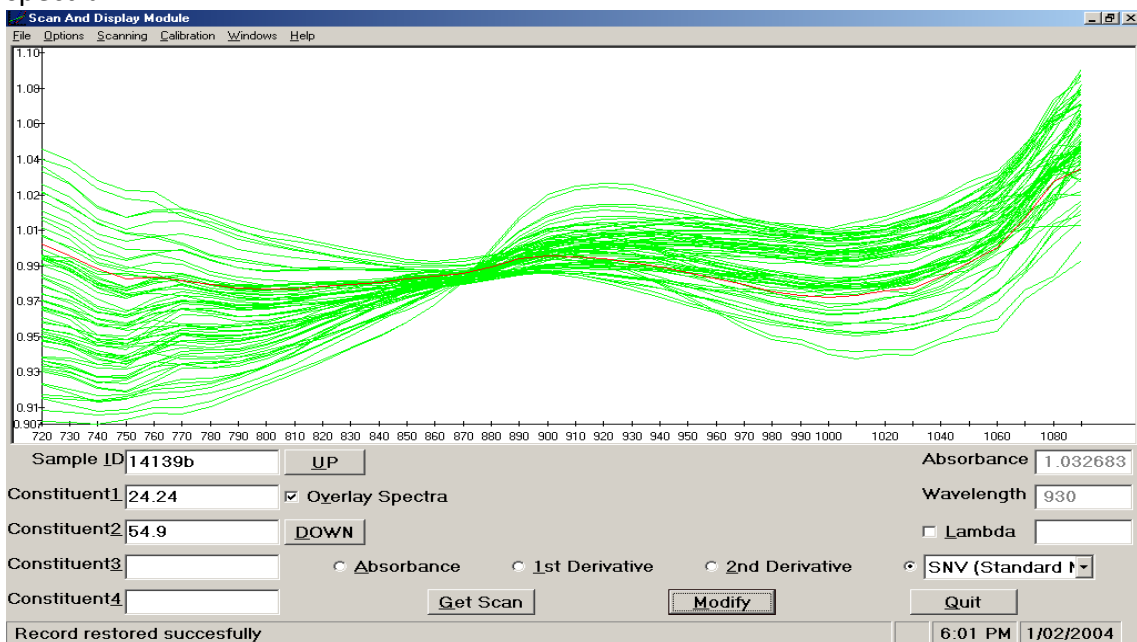 Scan And Display Module
File Options Scanning Calibration Windows Help
1.10
1.08
1.06
1.04
1.02
1.01
0.99
0.97
0.95
0.93
0.91
0.907
720 730 740 750 760 770 780 790 800 810 820 830 840 850 860 870 880 890 900 910 920 930 940 950 960 970 980 990 1000 1020 1040 1060 1080
Sample ID 14139b UP Absorbance 1.032683
Constituent1 24.24 Overlay Spectra Wavelength 930
Constituent2 54.9 DOWN Lambda
Constituent3 Absorbance 1st Derivative 2nd Derivative SNV (Standard
Constituent4 Get Scan Modify Quit
Record restored succesfully 6:01 PM 1/02/2004